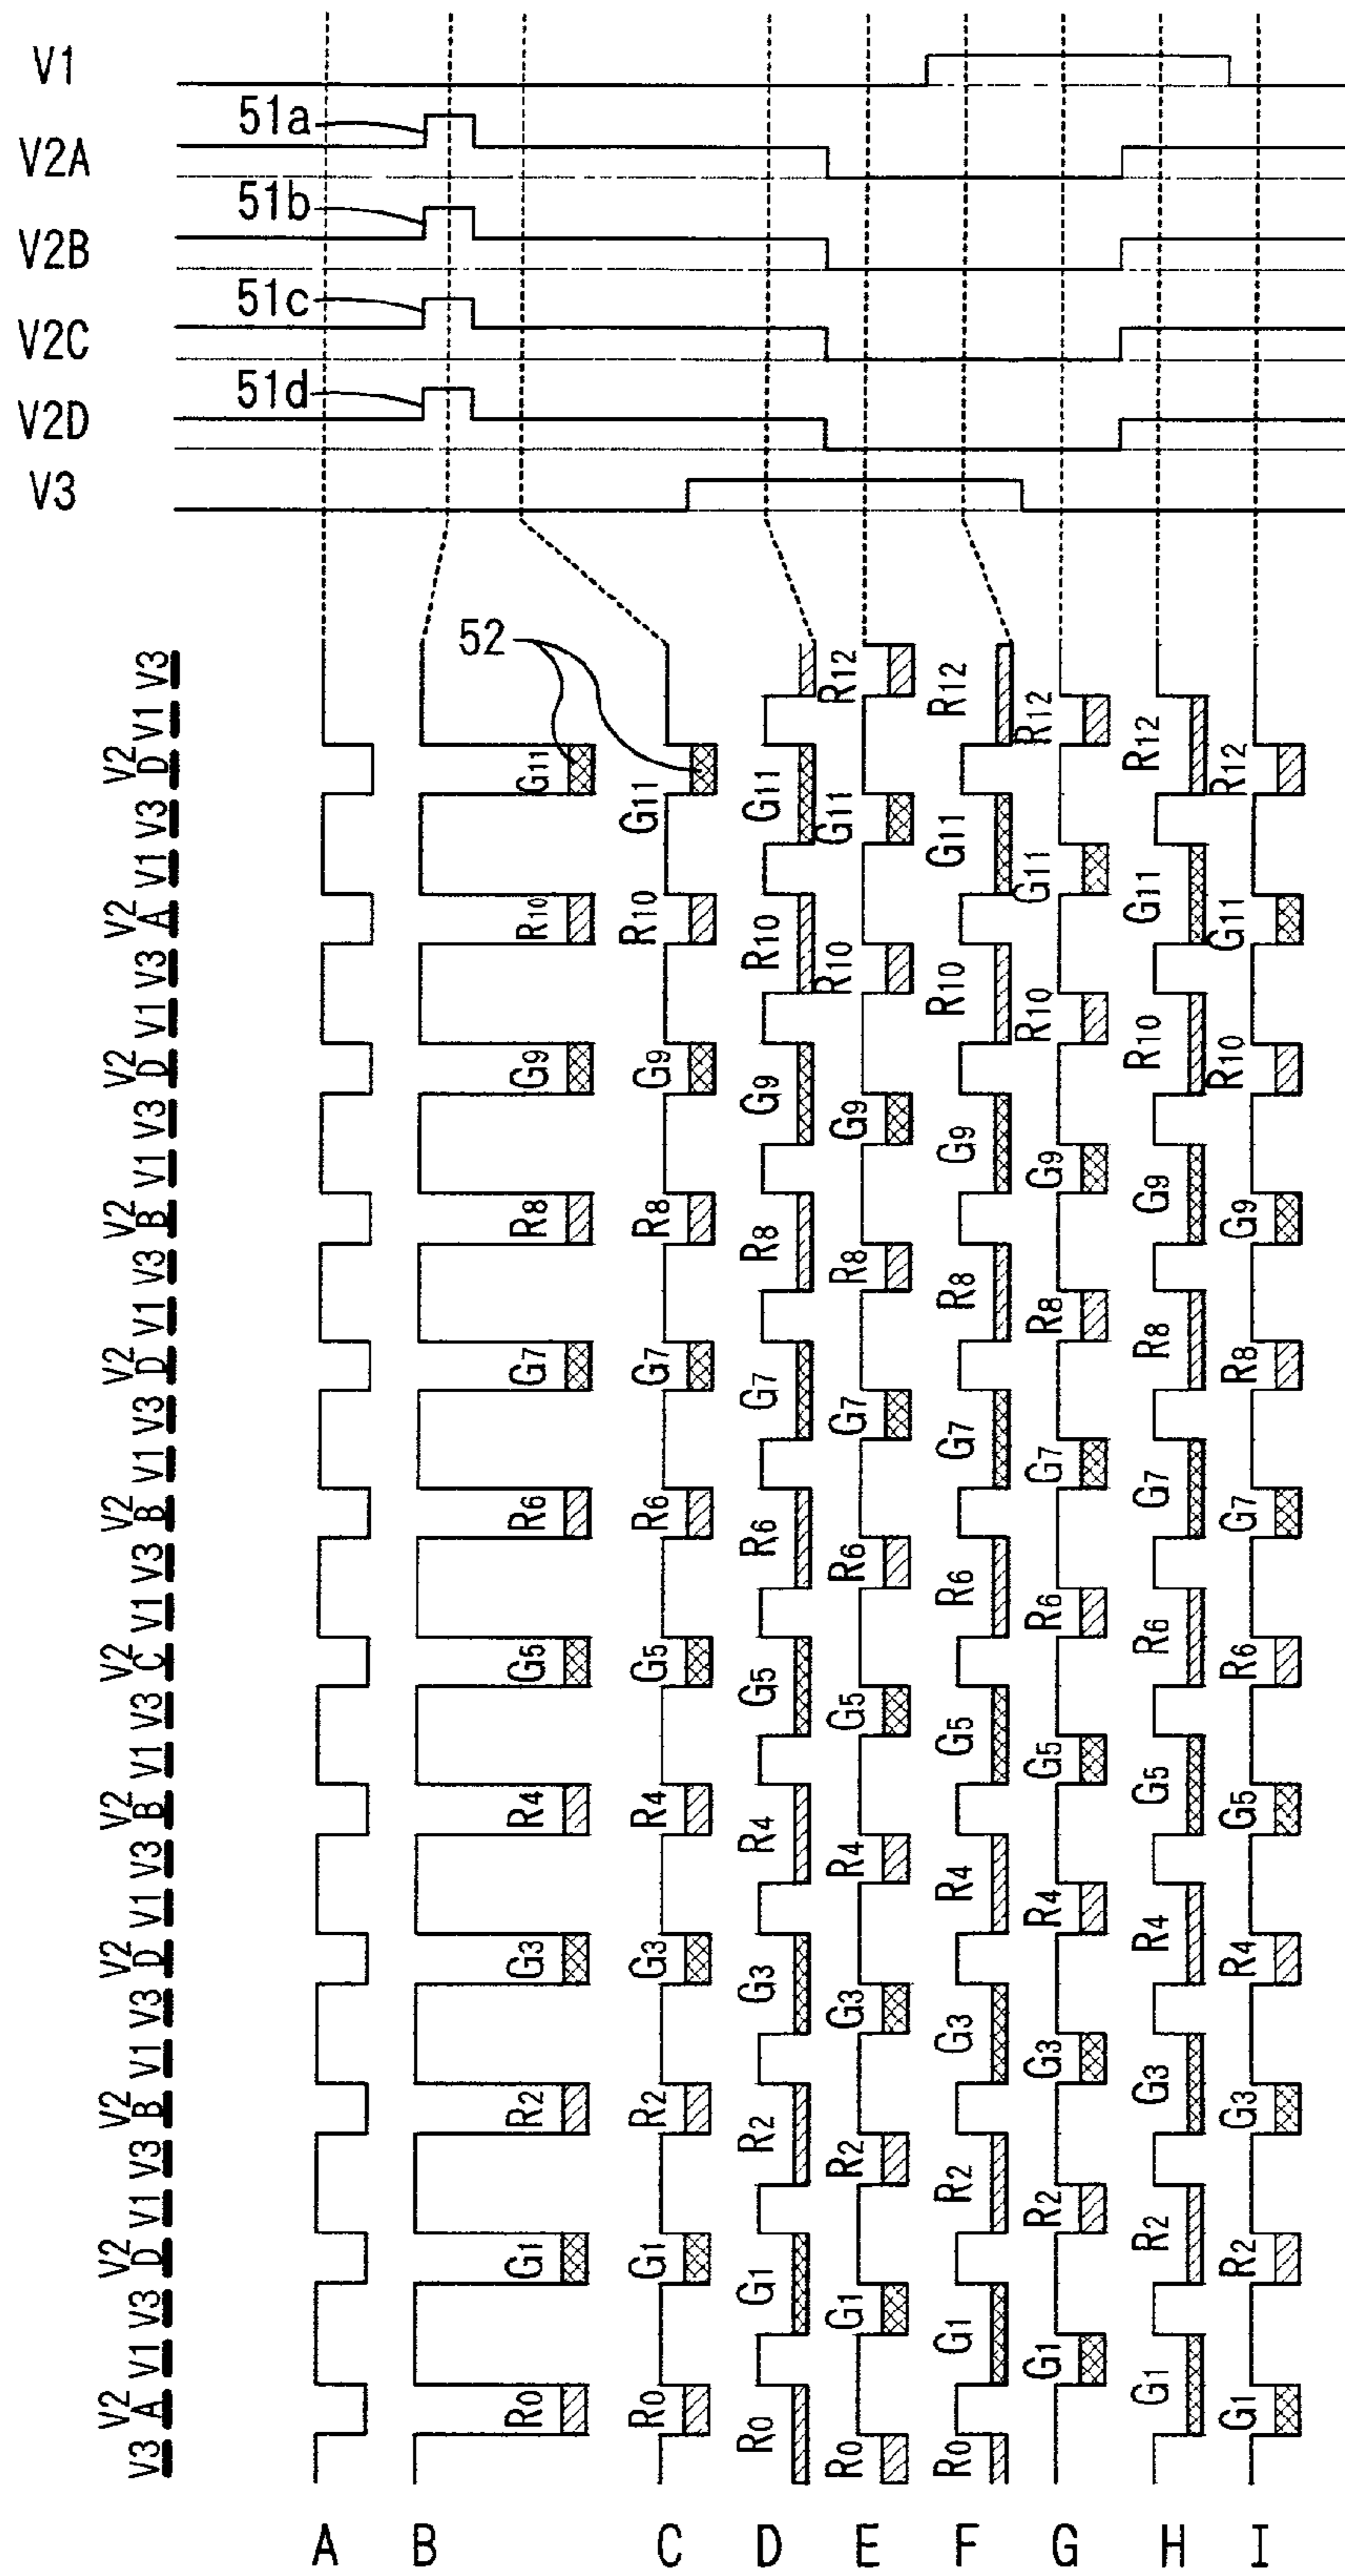 V1
51a
V2A
51b
V2B
51c
V2C
51d
V2D
V3
52
V3 V2 A V1 V3 V2 D V1 V3 V2 B V1 V3 V2 D V1 V3 V2 B V1 V3 V2 C V1 V3 V2 B V1 V3 V2 D V1 V3 V2 B V1 V3 V2 D V1 V3 V2 A V1 V3 V2 D V1 V3
A
B
R0 G1 R2 G3 R4 G5 R6 G7 R8 G9 R10 G11
C
R0 G1 R2 G3 R4 G5 R6 G7 R8 G9 R10 G11
D
R0 G1 R2 G3 R4 G5 R6 G7 R8 G9 R10 G11
E
R0 G1 R2 G3 R4 G5 R6 G7 R8 G9 R10 G11 R12
F
R0 G1 R2 G3 R4 G5 R6 G7 R8 G9 R10 G11 R12
G
G1 R2 G3 R4 G5 R6 G7 R8 G9 R10 G11 R12
H
G1 R2 G3 R4 G5 R6 G7 R8 G9 R10 G11 R12
I
G1 R2 G3 R4 G5 R6 G7 R8 G9 R10 G11 R12